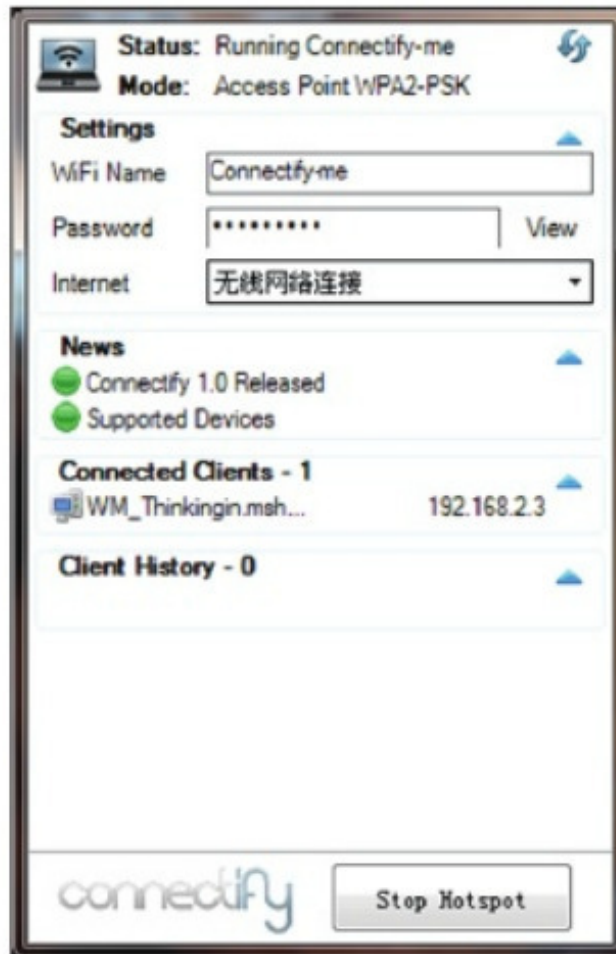 Status: Running Connectify-me
Mode: Access Point WPA2-PSK
Settings
WiFi Name Connectify-me
Password ••••••••• View
Internet 无线网络连接
News
Connectify 1.0 Released
Supported Devices
Connected Clients - 1
WM_Thinkingin.msh... 192.168.2.3
Client History - 0
connectify Stop Hotspot